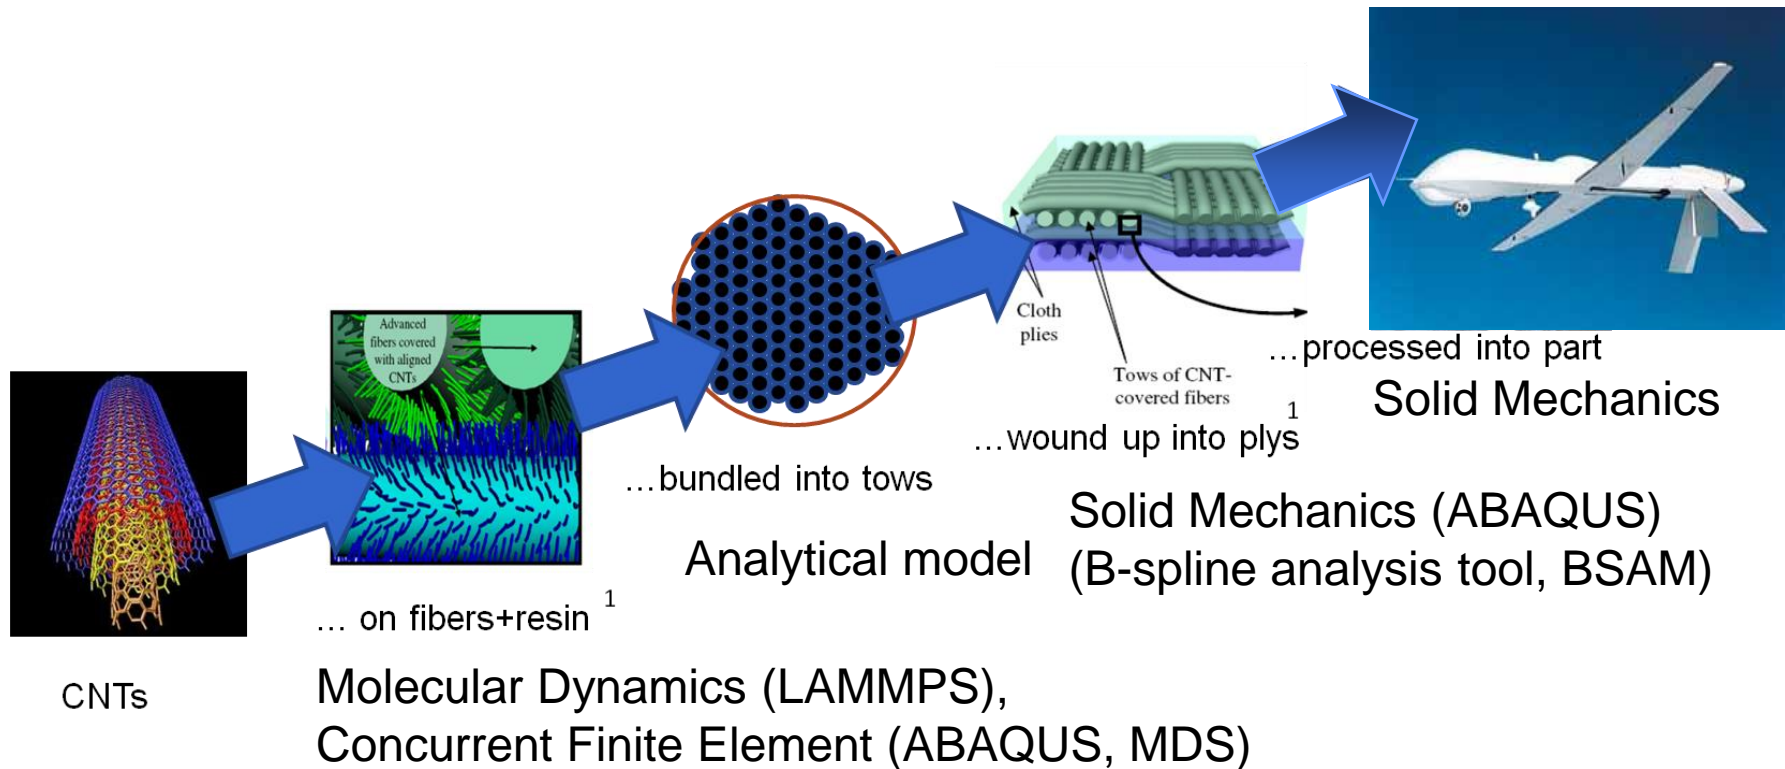 CNTs
Advanced
fibers covered
with aligned
CNTs
… on fibers+resin 1
Molecular Dynamics (LAMMPS),
Concurrent Finite Element (ABAQUS, MDS)
…bundled into tows
Analytical model
Cloth
plies
Tows of CNT-
covered fibers
1
…wound up into plys
Solid Mechanics (ABAQUS)
(B-spline analysis tool, BSAM)
…processed into part
Solid Mechanics